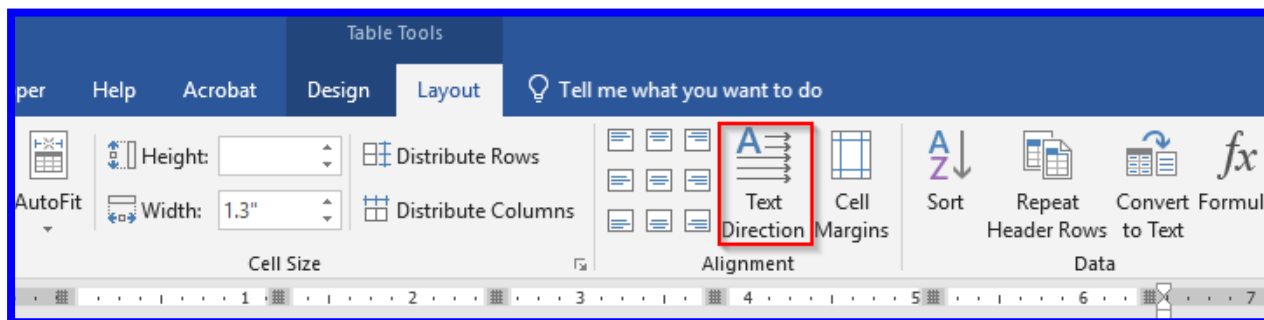 Table Tools
per Help Acrobat Design Layout Tell me what you want to do
AutoFit
Height:
Width: 1.3"
Distribute Rows
Distribute Columns
Cell Size
Text
Direction
Cell
Margins
Alignment
Sort
Repeat
Header Rows
Convert
to Text
fx
Formul
Data
1 2 3 4 5 6 7